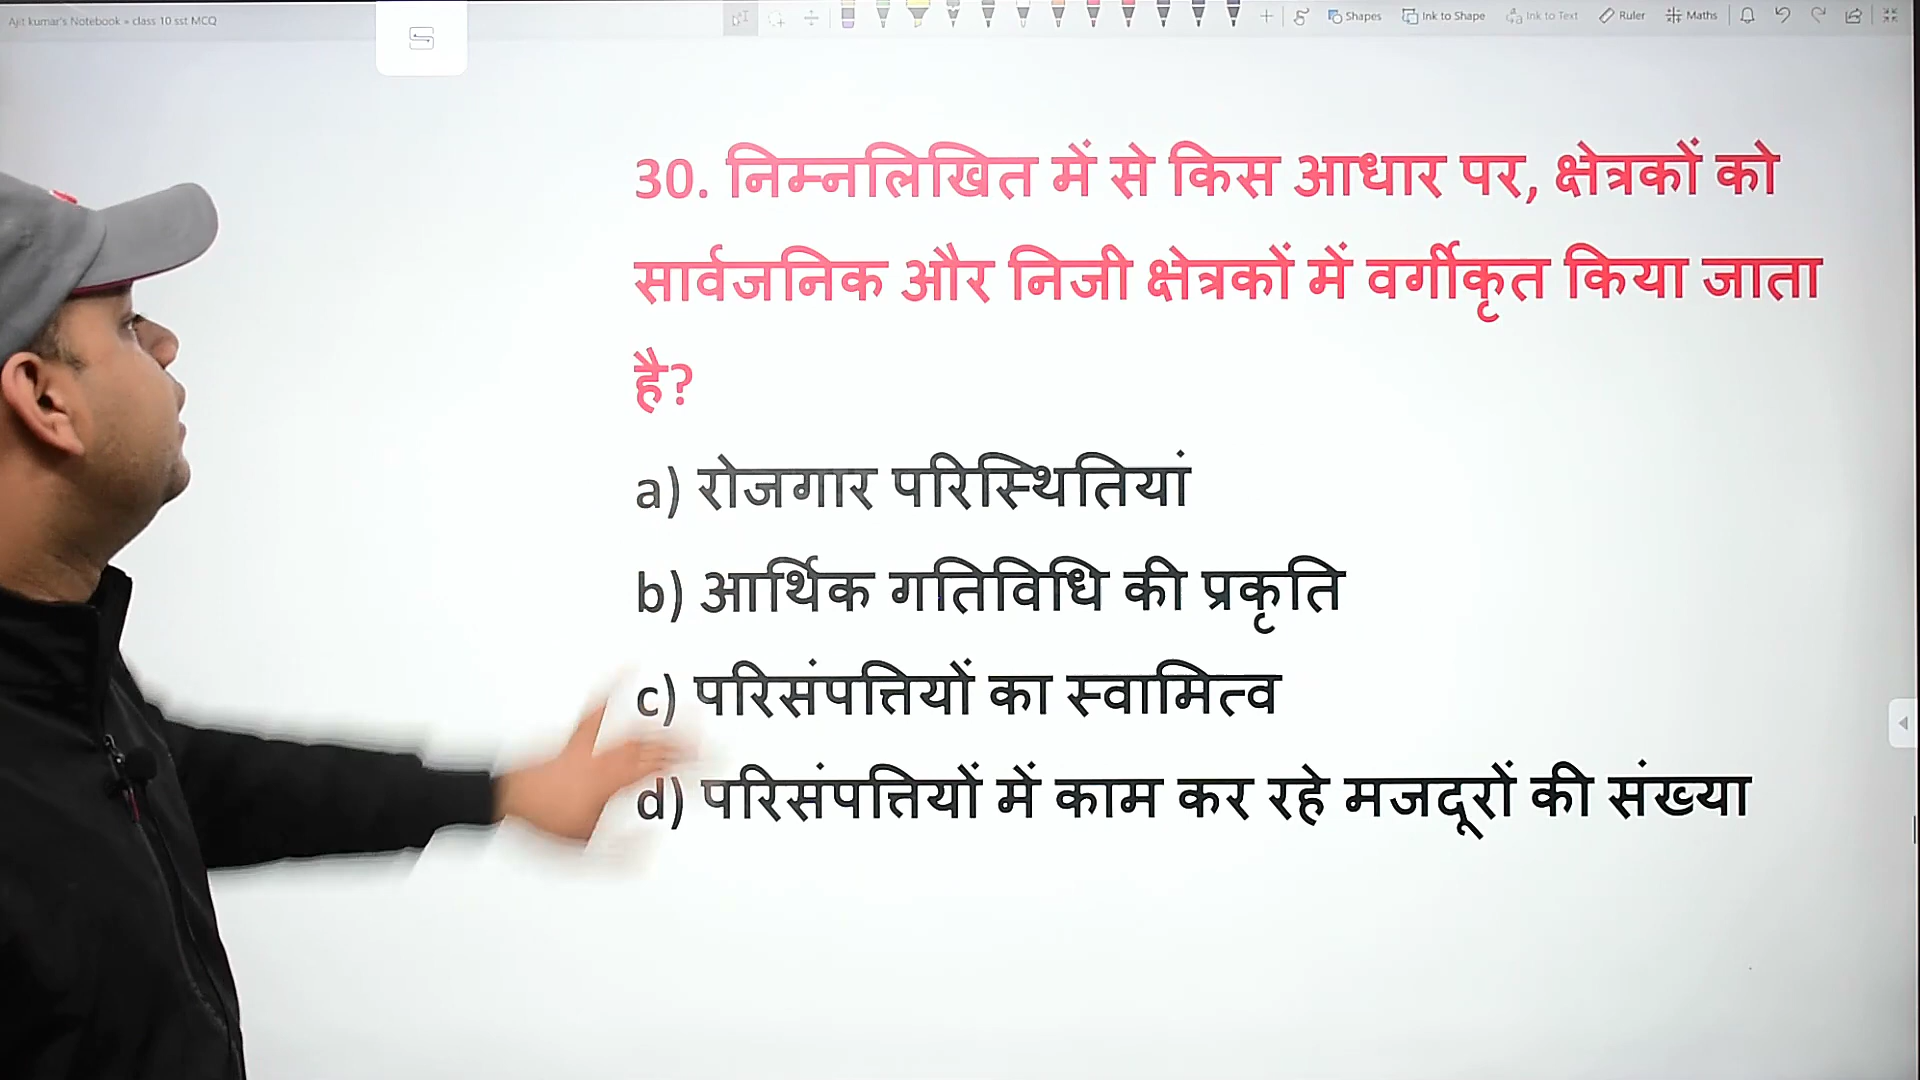 Ajit kumar's Notebook » class 10 sst MCQ
Shapes Ink to Shape Ink to Text Ruler Maths
30. निम्नलिखित में से किस आधार पर, क्षेत्रकों को
सार्वजनिक और निजी क्षेत्रकों में वर्गीकृत किया जाता
है?
a) रोजगार परिस्थितियां
b) आर्थिक गतिविधि की प्रकृति
c) परिसंपत्तियों का स्वामित्व
d) परिसंपत्तियों में काम कर रहे मजदूरों की संख्या